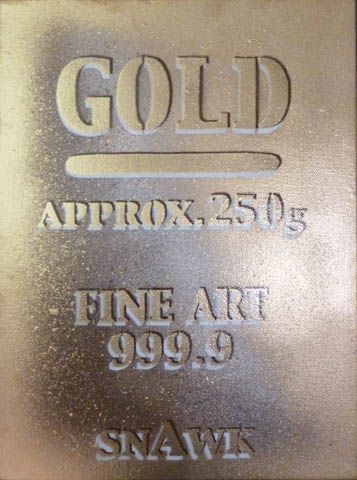 GOLD
APPROX. 250g
FINE ART
999.9
SNAWK